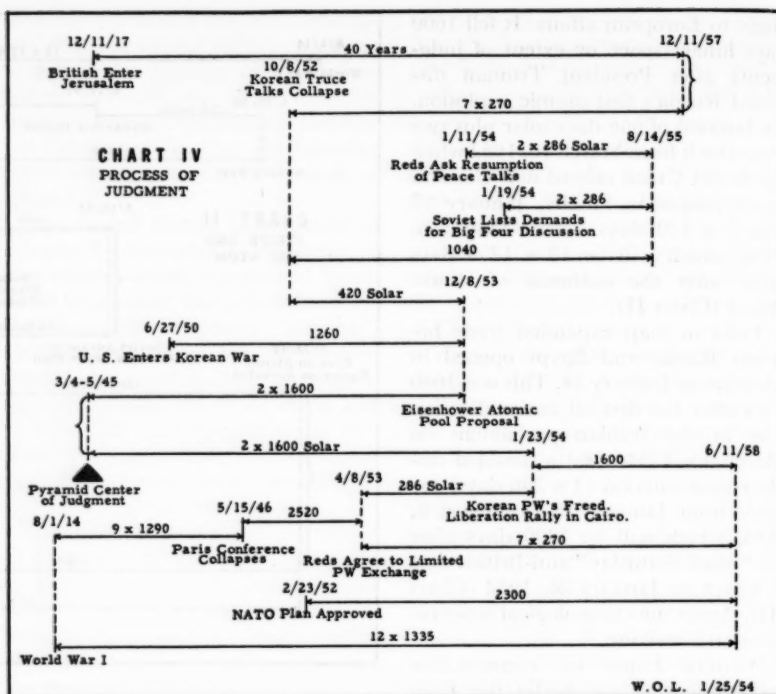 12/11/17
12/11/57
40 Years
British Enter
Jerusalem
10/8/52
Korean Truce
Talks Collapse
7 x 270
CHART IV
PROCESS OF
JUDGMENT
1/11/54
2 x 286 Solar
8/14/55
Reds Ask Resumption
of Peace Talks
1/19/54
2 x 286
Soviet Lists Demands
for Big Four Discussion
1040
420 Solar
12/8/53
6/27/50
1260
U. S. Enters Korean War
3/4-5/45
2 x 1600
Eisenhower Atomic
Pool Proposal
2 x 1600 Solar
1/23/54
1600
6/11/58
Pyramid Center
of Judgment
4/8/53
286 Solar
Korean PW's Freed.
Liberation Rally in Cairo.
8/1/14
9 x 1290
5/15/46
2520
7 x 270
Paris Conference
Collapses
Reds Agree to Limited
PW Exchange
2/23/52
2300
NATO Plan Approved
12 x 1335
World War I
W.O.L. 1/25/54